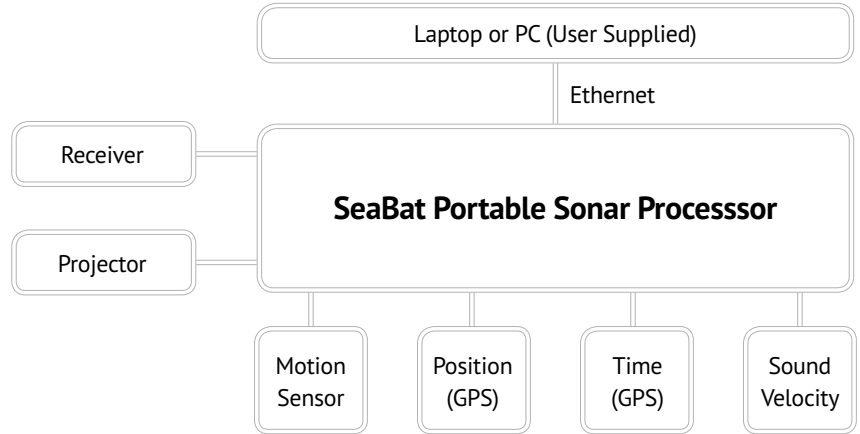 Laptop or PC (User Supplied)
Ethernet
Receiver
SeaBat Portable Sonar Processsor
Projector
Motion
Sensor
Position
(GPS)
Time
(GPS)
Sound
Velocity